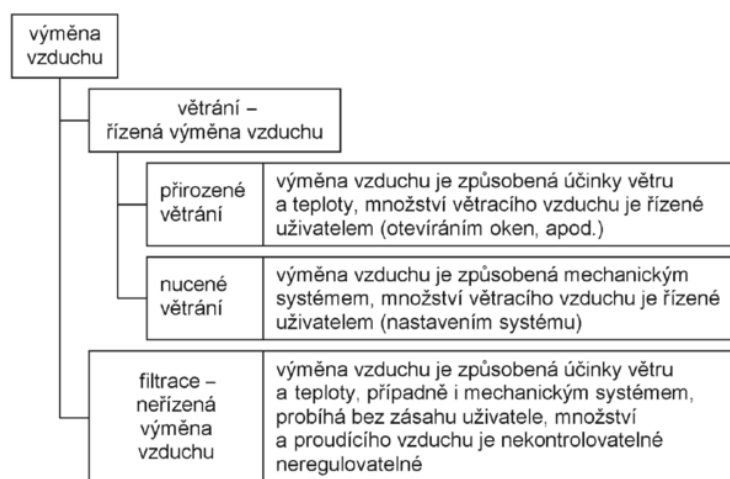 výměna
vzduchu
větrání –
řízená výměna vzduchu
přirozené
větrání
výměna vzduchu je způsobená účinky větru
a teploty, množství větracího vzduchu je řízené
uživatelem (otevíráním oken, apod.)
nucené
větrání
výměna vzduchu je způsobená mechanickým
systémem, množství větracího vzduchu je řízené
uživatelem (nastavením systému)
filtrace –
neřízená
výměna
vzduchu
výměna vzduchu je způsobená účinky větru
a teploty, případně i mechanickým systémem,
probíhá bez zásahu uživatele, množství
a proudícího vzduchu je nekontrolovatelné
neregulovatelné